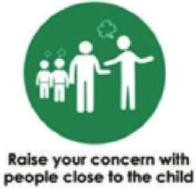 Raise your concern with
people close to the child